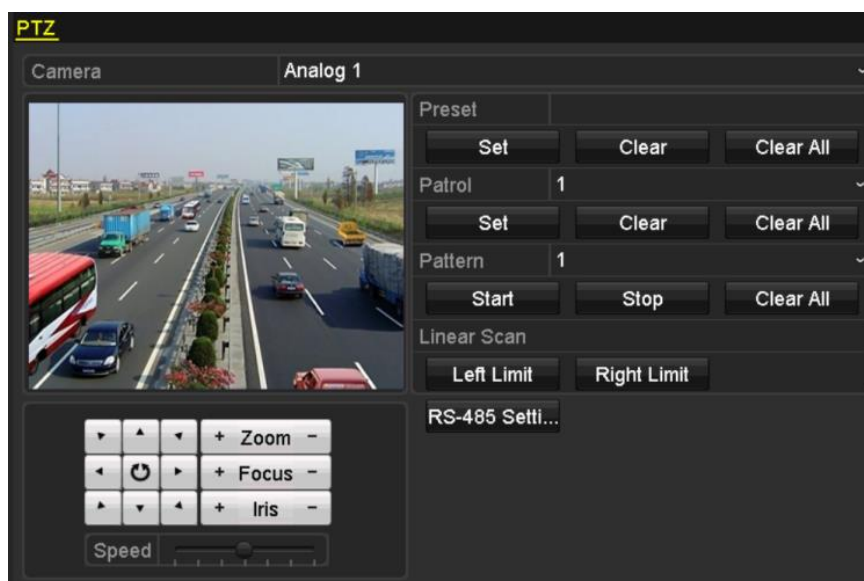 PTZ
Camera Analog 1
Preset
Set Clear Clear All
Patrol 1
Set Clear Clear All
Pattern 1
Start Stop Clear All
Linear Scan
Left Limit Right Limit
RS-485 Setti...
+ Zoom -
+ Focus -
+ Iris -
Speed